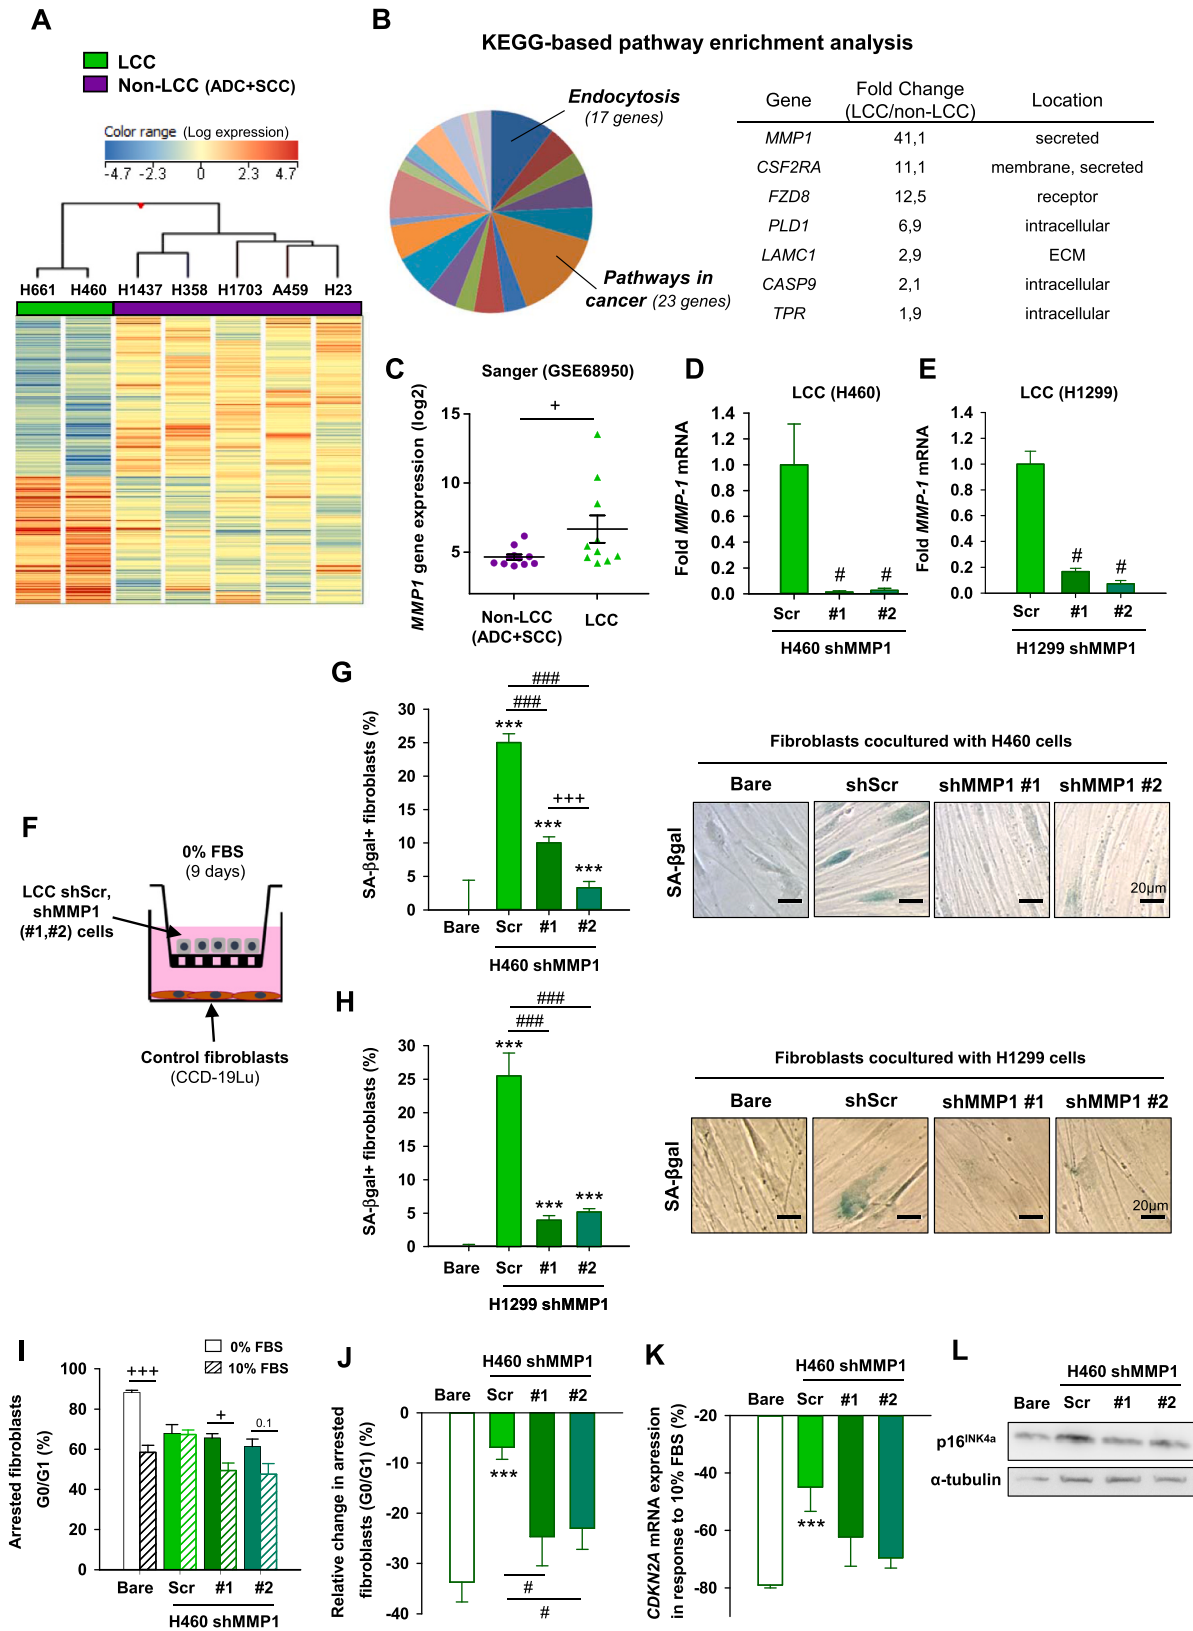 A
LCC
Non-LCC (ADC+SCC)
Color range (Log expression)
-4.7 -2.3 0 2.3 4.7
H661 H460 H1437 H358 H1703 A459 H23
B
KEGG-based pathway enrichment analysis
Endocytosis
(17 genes)
Pathways in
cancer (23 genes)
Gene Fold Change (LCC/non-LCC) Location
MMP1 41,1 secreted
CSF2RA 11,1 membrane, secreted
FZD8 12,5 receptor
PLD1 6,9 intracellular
LAMC1 2,9 ECM
CASP9 2,1 intracellular
TPR 1,9 intracellular
C
Sanger (GSE68950)
MMP1 gene expression (log2)
15
10
5
+
Non-LCC
(ADC+SCC)
LCC
D
LCC (H460)
Fold MMP-1 mRNA
1.4
1.2
1.0
0.8
0.6
0.4
0.2
0.0
# #
Scr #1 #2
H460 shMMP1
E
LCC (H1299)
Fold MMP-1 mRNA
1.4
1.2
1.0
0.8
0.6
0.4
0.2
0.0
# #
Scr #1 #2
H1299 shMMP1
F
0% FBS
(9 days)
LCC shScr,
shMMP1
(#1,#2) cells
Control fibroblasts
(CCD-19Lu)
G
SA-βgal+ fibroblasts (%)
30
25
20
15
10
5
0
###
###
***
+++
***
***
Bare Scr #1 #2
H460 shMMP1
Fibroblasts cocultured with H460 cells
Bare shScr shMMP1 #1 shMMP1 #2
SA-βgal
20μm
H
SA-βgal+ fibroblasts (%)
30
25
20
15
10
5
0
###
###
***
*** ***
Bare Scr #1 #2
H1299 shMMP1
Fibroblasts cocultured with H1299 cells
Bare shScr shMMP1 #1 shMMP1 #2
SA-βgal
20μm
I
0% FBS
10% FBS
Arrested fibroblasts
G0/G1 (%)
100
80
60
40
20
0
+++
+
0.1
Bare Scr #1 #2
H460 shMMP1
J
H460 shMMP1
Bare Scr #1 #2
Relative change in arrested
fibroblasts (G0/G1) (%)
0
-10
-20
-30
-40
***
#
#
K
H460 shMMP1
Bare Scr #1 #2
CDKN2A mRNA expression
in response to 10% FBS (%)
-20
-40
-60
-80
***
L
H460 shMMP1
Bare Scr #1 #2
p16INK4a
α-tubulin